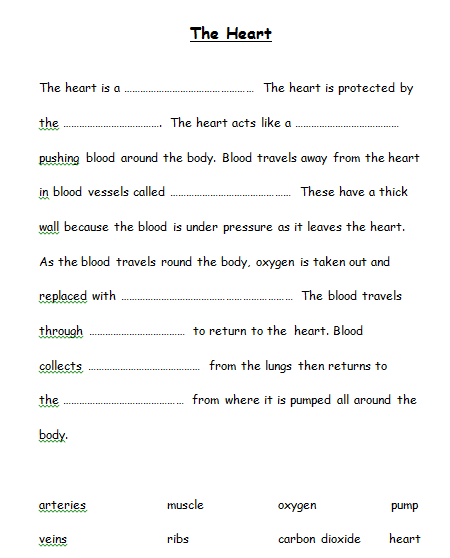 The Heart
The heart is a ………………………………………… The heart is protected by
the ………………………………. The heart acts like a …………………………………
pushing blood around the body. Blood travels away from the heart
in blood vessels called ……………………………………… These have a thick
wall because the blood is under pressure as it leaves the heart.
As the blood travels round the body, oxygen is taken out and
replaced with ……………………………………………………… The blood travels
through ……………………………… to return to the heart. Blood
collects …………………………………… from the lungs then returns to
the ……………………………………… from where it is pumped all around the
body.
arteries muscle oxygen pump
veins ribs carbon dioxide heart